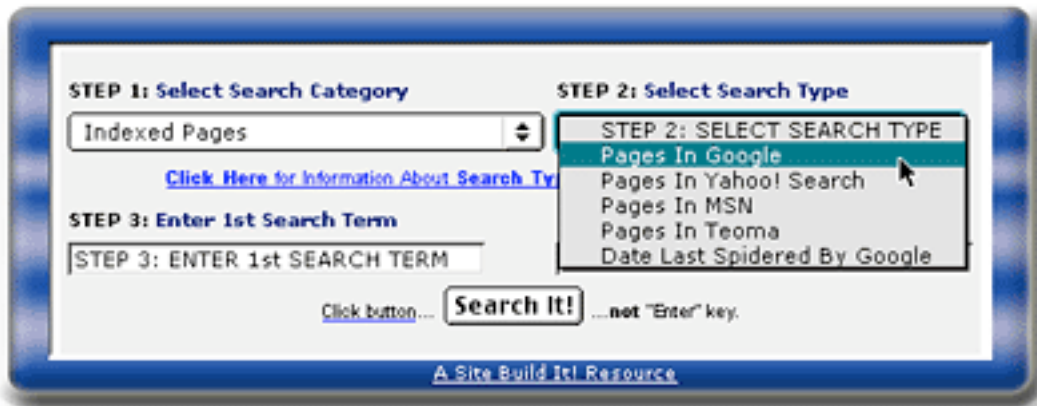 STEP 1: Select Search Category
STEP 2: Select Search Type
Indexed Pages
STEP 2: SELECT SEARCH TYPE
Pages In Google
Pages In Yahoo! Search
Pages In MSN
Pages In Teoma
Date Last Spidered By Google
Click Here for Information About Search Ty
STEP 3: Enter 1st Search Term
STEP 3: ENTER 1st SEARCH TERM
Click button... Search It! ...not "Enter" key.
A Site Build It! Resource